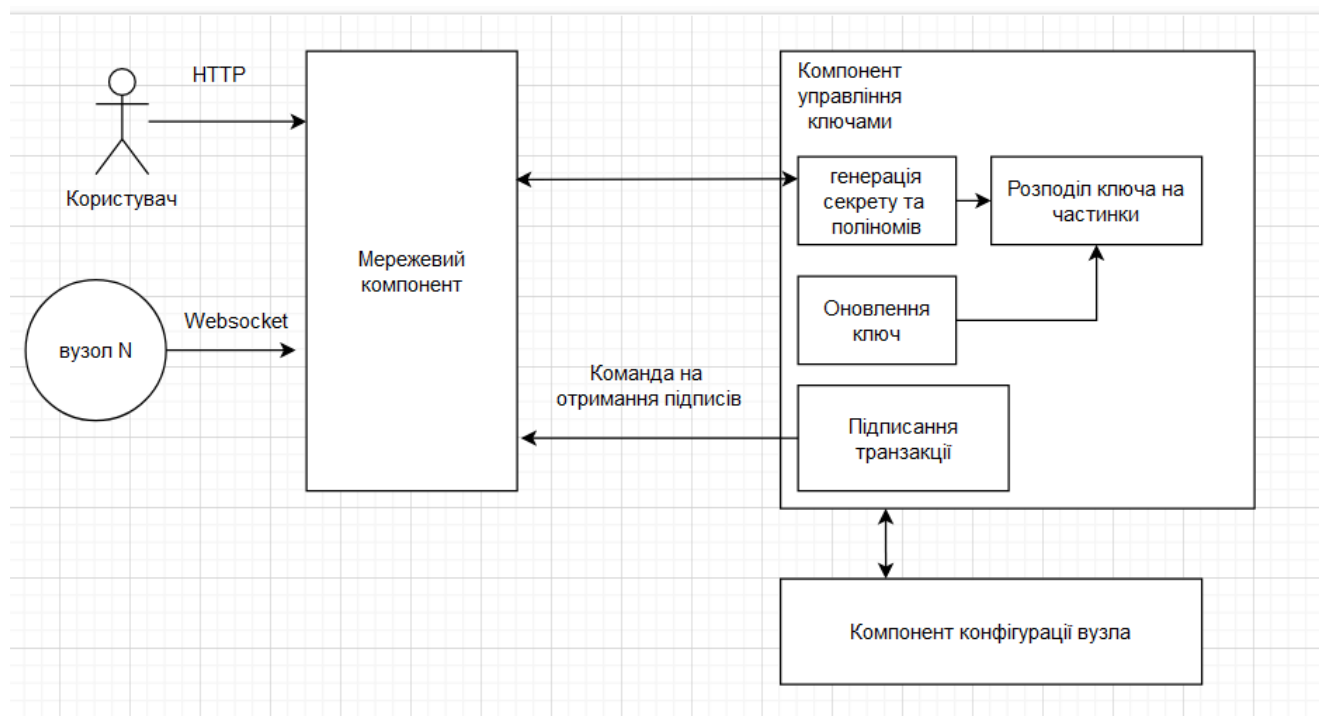 HTTP
Користувач
Websocket
вузол N
Мережевий
компонент
Команда на
отримання підписів
Компонент
управління
ключами
генерація
секрету та
поліномів
Розподіл ключа на
частинки
Оновлення
ключ
Підписання
транзакції
Компонент конфігурації вузла